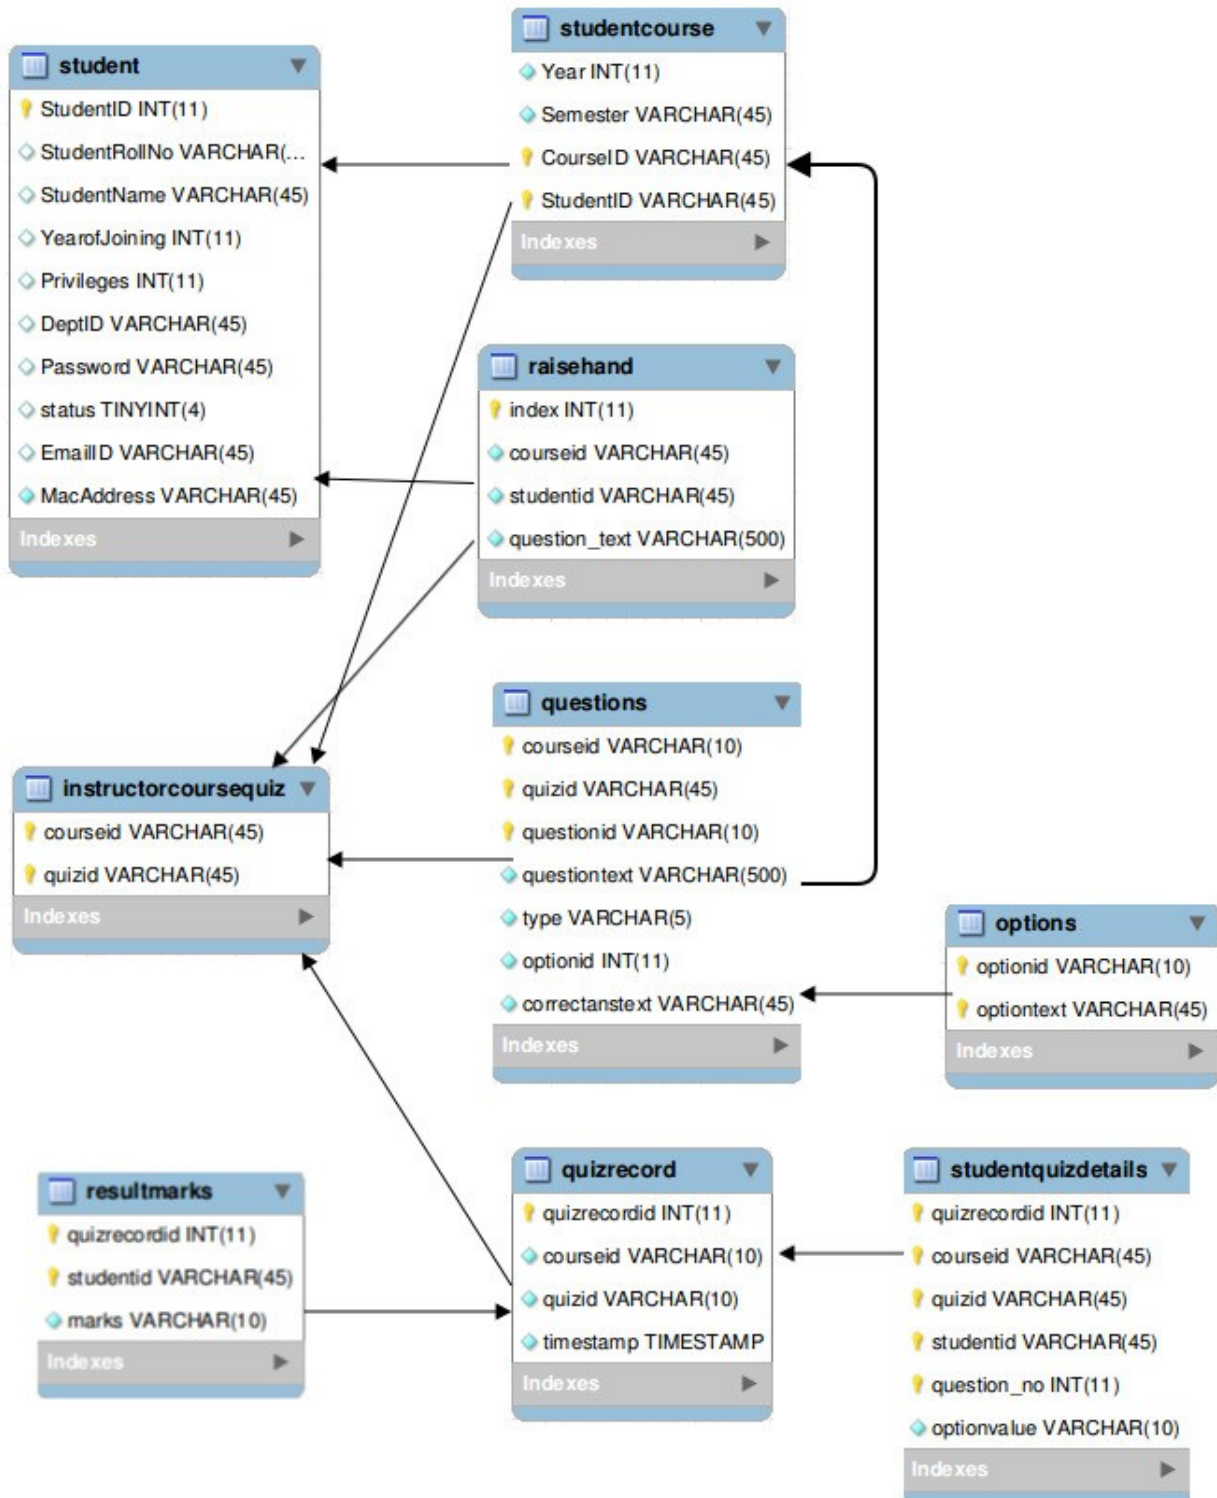 student
StudentID INT(11)
StudentRollNo VARCHAR(...
StudentName VARCHAR(45)
YearofJoining INT(11)
Privileges INT(11)
DeptID VARCHAR(45)
Password VARCHAR(45)
status TINYINT(4)
EmailID VARCHAR(45)
MacAddress VARCHAR(45)
Indexes
studentcourse
Year INT(11)
Semester VARCHAR(45)
CourseID VARCHAR(45)
StudentID VARCHAR(45)
Indexes
raisehand
index INT(11)
courseid VARCHAR(45)
studentid VARCHAR(45)
question_text VARCHAR(500)
Indexes
instructorcoursequiz
courseid VARCHAR(45)
quizid VARCHAR(45)
Indexes
questions
courseid VARCHAR(10)
quizid VARCHAR(45)
questionid VARCHAR(10)
questiontext VARCHAR(500)
type VARCHAR(5)
optionid INT(11)
correctanstext VARCHAR(45)
Indexes
options
optionid VARCHAR(10)
optiontext VARCHAR(45)
Indexes
resultmarks
quizrecordid INT(11)
studentid VARCHAR(45)
marks VARCHAR(10)
Indexes
quizrecord
quizrecordid INT(11)
courseid VARCHAR(10)
quizid VARCHAR(10)
timestamp TIMESTAMP
Indexes
studentquizdetails
quizrecordid INT(11)
courseid VARCHAR(45)
quizid VARCHAR(45)
studentid VARCHAR(45)
question_no INT(11)
optionvalue VARCHAR(10)
Indexes